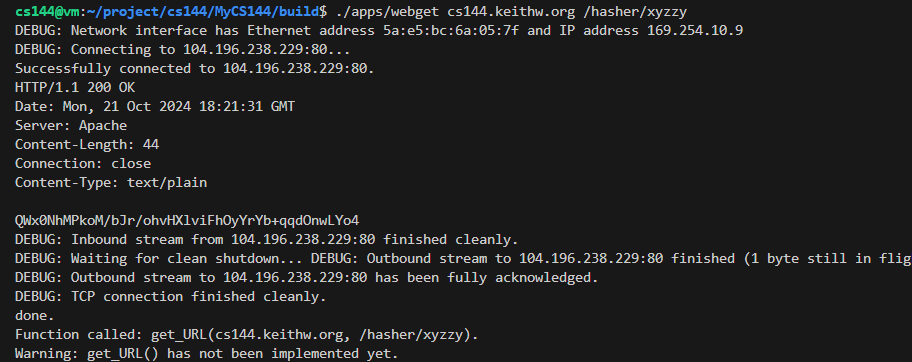 cs144@vm:~/project/cs144/MyCS144/build$ ./apps/webget cs144.keithw.org /hasher/xyzzy
DEBUG: Network interface has Ethernet address 5a:e5:bc:6a:05:7f and IP address 169.254.10.9
DEBUG: Connecting to 104.196.238.229:80...
Successfully connected to 104.196.238.229:80.
HTTP/1.1 200 OK
Date: Mon, 21 Oct 2024 18:21:31 GMT
Server: Apache
Content-Length: 44
Connection: close
Content-Type: text/plain
QWx0NhMPkoM/bJr/ohvHXlviFhOyYrYb+qqdOnwLYo4
DEBUG: Inbound stream from 104.196.238.229:80 finished cleanly.
DEBUG: Waiting for clean shutdown... DEBUG: Outbound stream to 104.196.238.229:80 finished (1 byte still in flig
DEBUG: Outbound stream to 104.196.238.229:80 has been fully acknowledged.
DEBUG: TCP connection finished cleanly.
done.
Function called: get_URL(cs144.keithw.org, /hasher/xyzzy).
Warning: get_URL() has not been implemented yet.